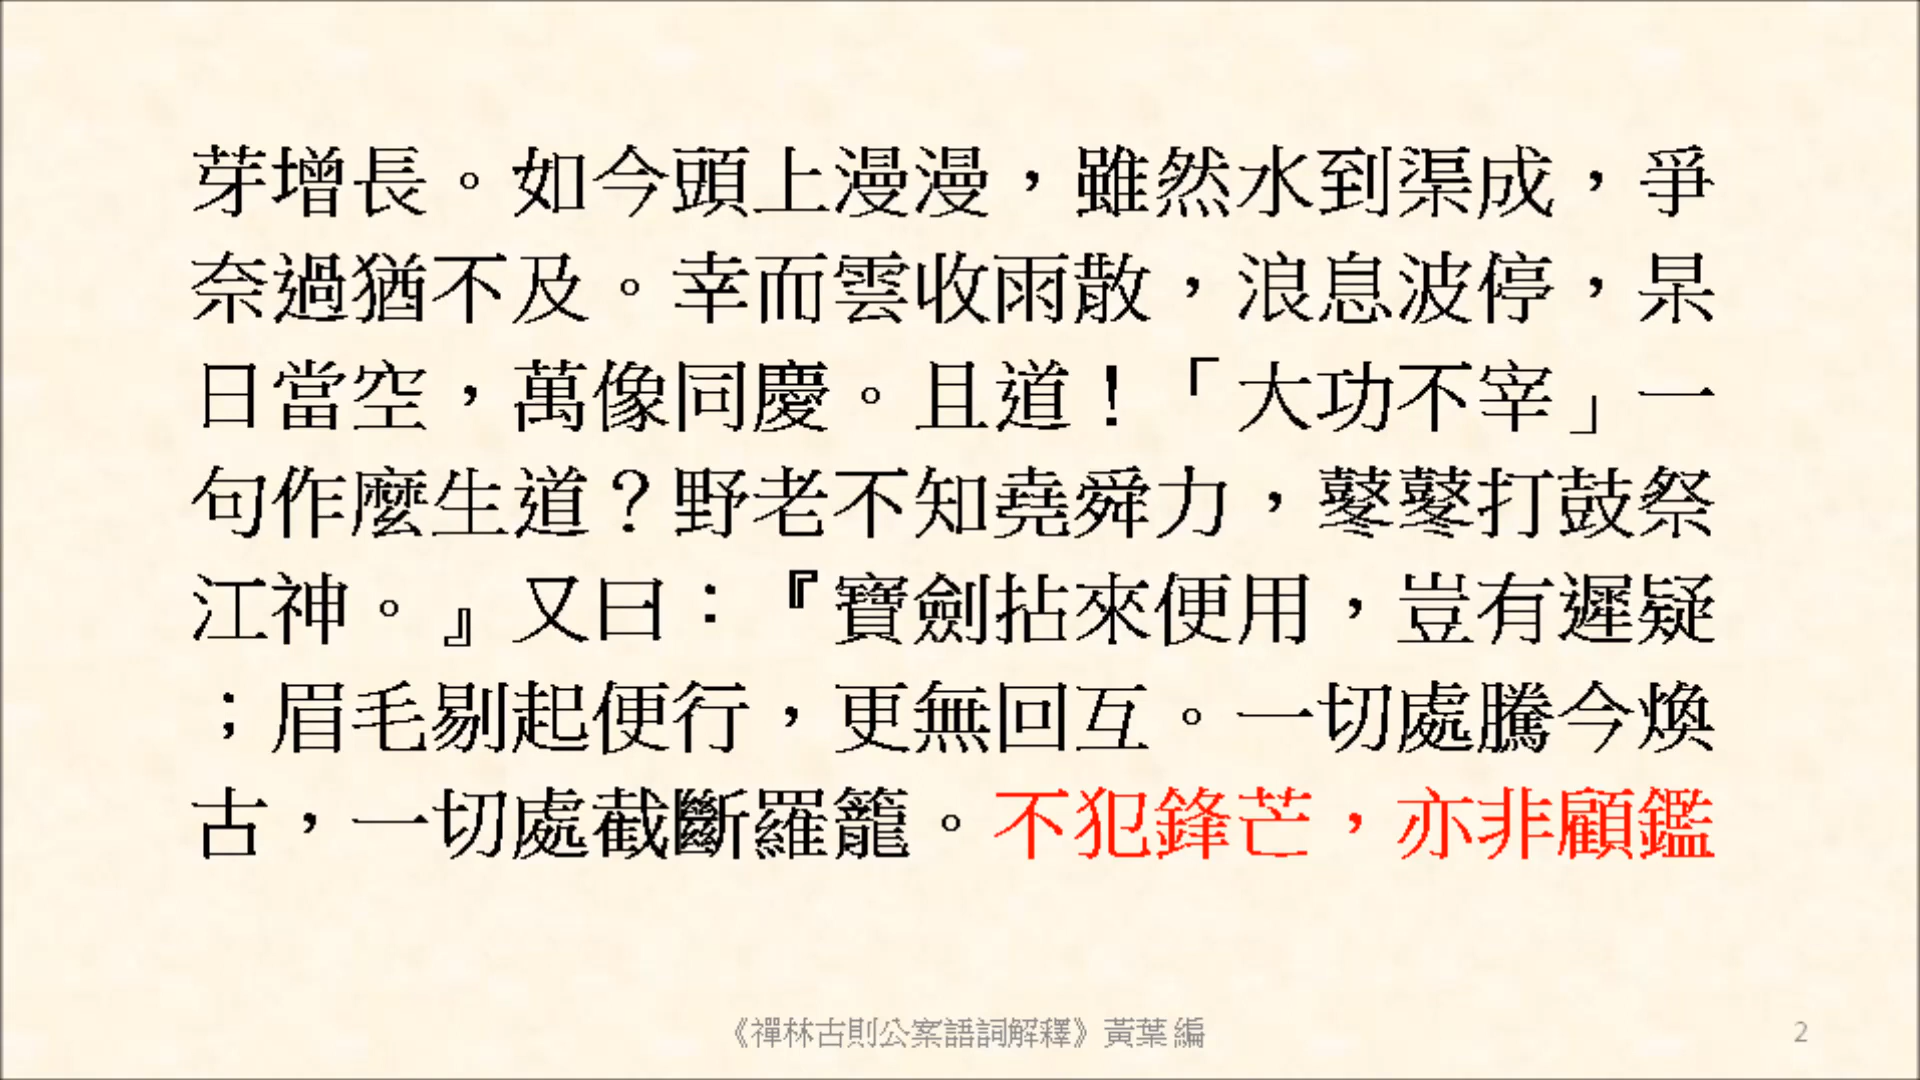 芽增長。如今頭上漫漫，雖然水到渠成，爭
奈過猶不及。幸而雲收雨散，浪息波停，杲
日當空，萬像同慶。且道！「大功不宰」一
句作麼生道？野老不知堯舜力，鼕鼕打鼓祭
江神。』又曰：『寶劍拈來便用，豈有遲疑
；眉毛剔起便行，更無回互。一切處騰今煥
古，一切處截斷羅籠。不犯鋒芒，亦非顧鑑
《禪林古則公案語詞解釋》黃葉 編
2